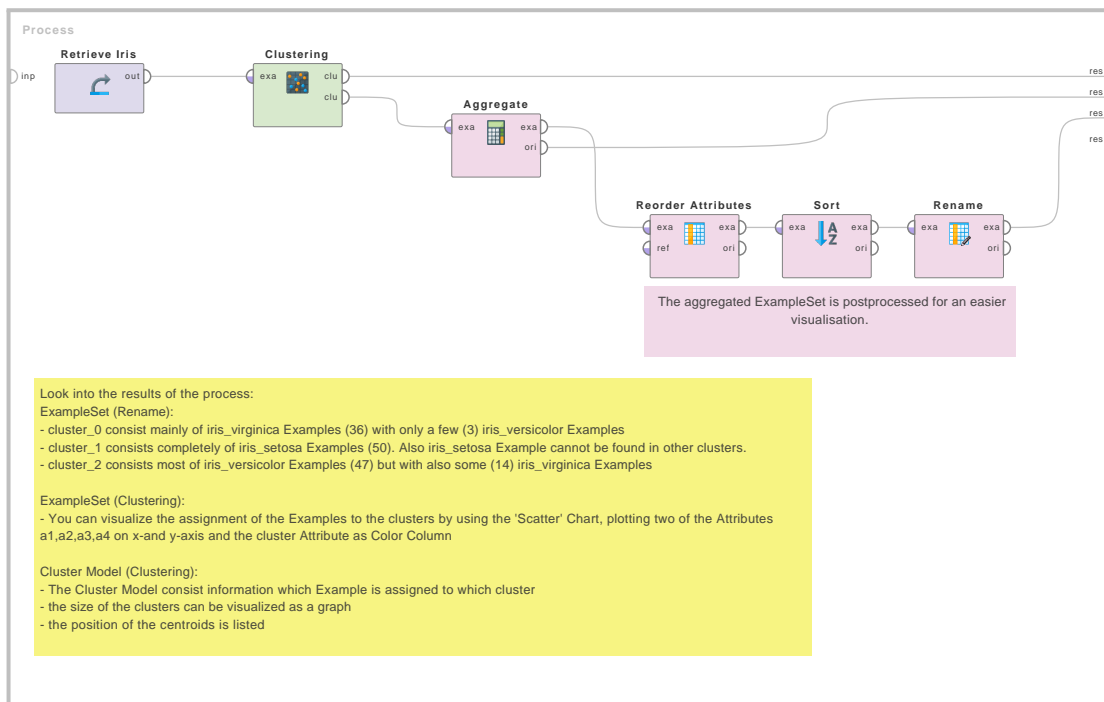 Process
inp
Retrieve Iris
out
Clustering
exa clu
clu
Aggregate
exa exa
ori
res
res
res
res
Reorder Attributes
exa exa
ref ori
Sort
exa exa
ori
Rename
exa exa
ori
The aggregated ExampleSet is postprocessed for an easier
visualisation.
Look into the results of the process:
ExampleSet (Rename):
- cluster_0 consist mainly of iris_virginica Examples (36) with only a few (3) iris_versicolor Examples
- cluster_1 consists completely of iris_setosa Examples (50). Also iris_setosa Example cannot be found in other clusters.
- cluster_2 consists most of iris_versicolor Examples (47) but with also some (14) iris_virginica Examples
ExampleSet (Clustering):
- You can visualize the assignment of the Examples to the clusters by using the 'Scatter' Chart, plotting two of the Attributes
a1,a2,a3,a4 on x-and y-axis and the cluster Attribute as Color Column
Cluster Model (Clustering):
- The Cluster Model consist information which Example is assigned to which cluster
- the size of the clusters can be visualized as a graph
- the position of the centroids is listed